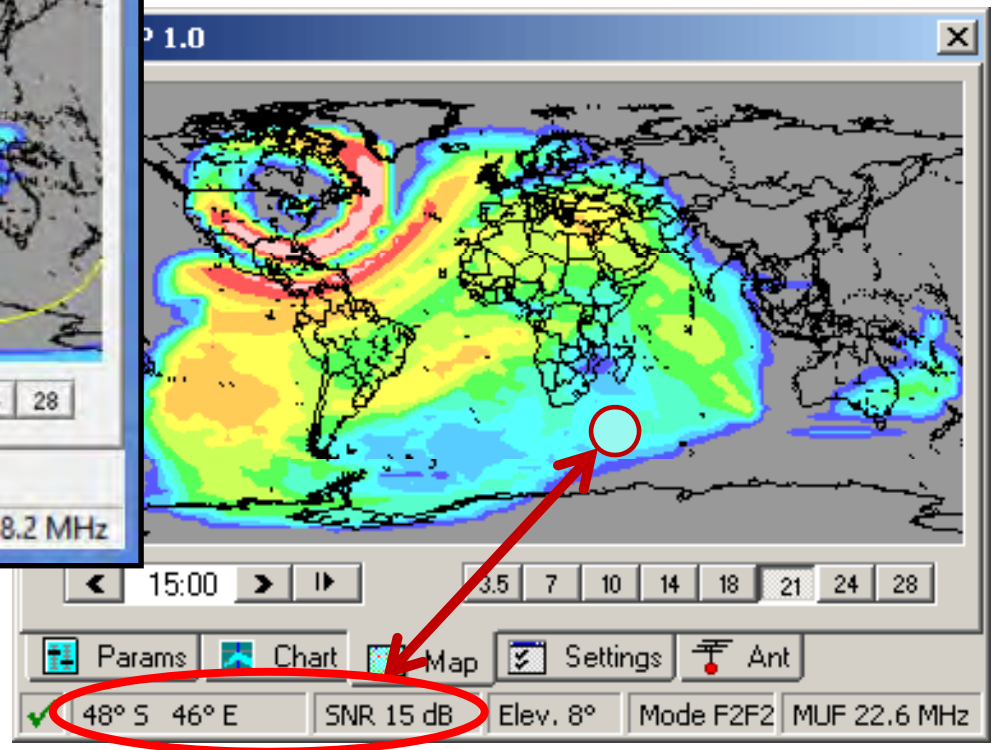 P 1.0
28
8.2 MHz
15:00
3.5 7 10 14 18 21 24 28
Params Chart Map Settings Ant
48° S 46° E SNR 15 dB Elev. 8° Mode F2F2 MUF 22.6 MHz